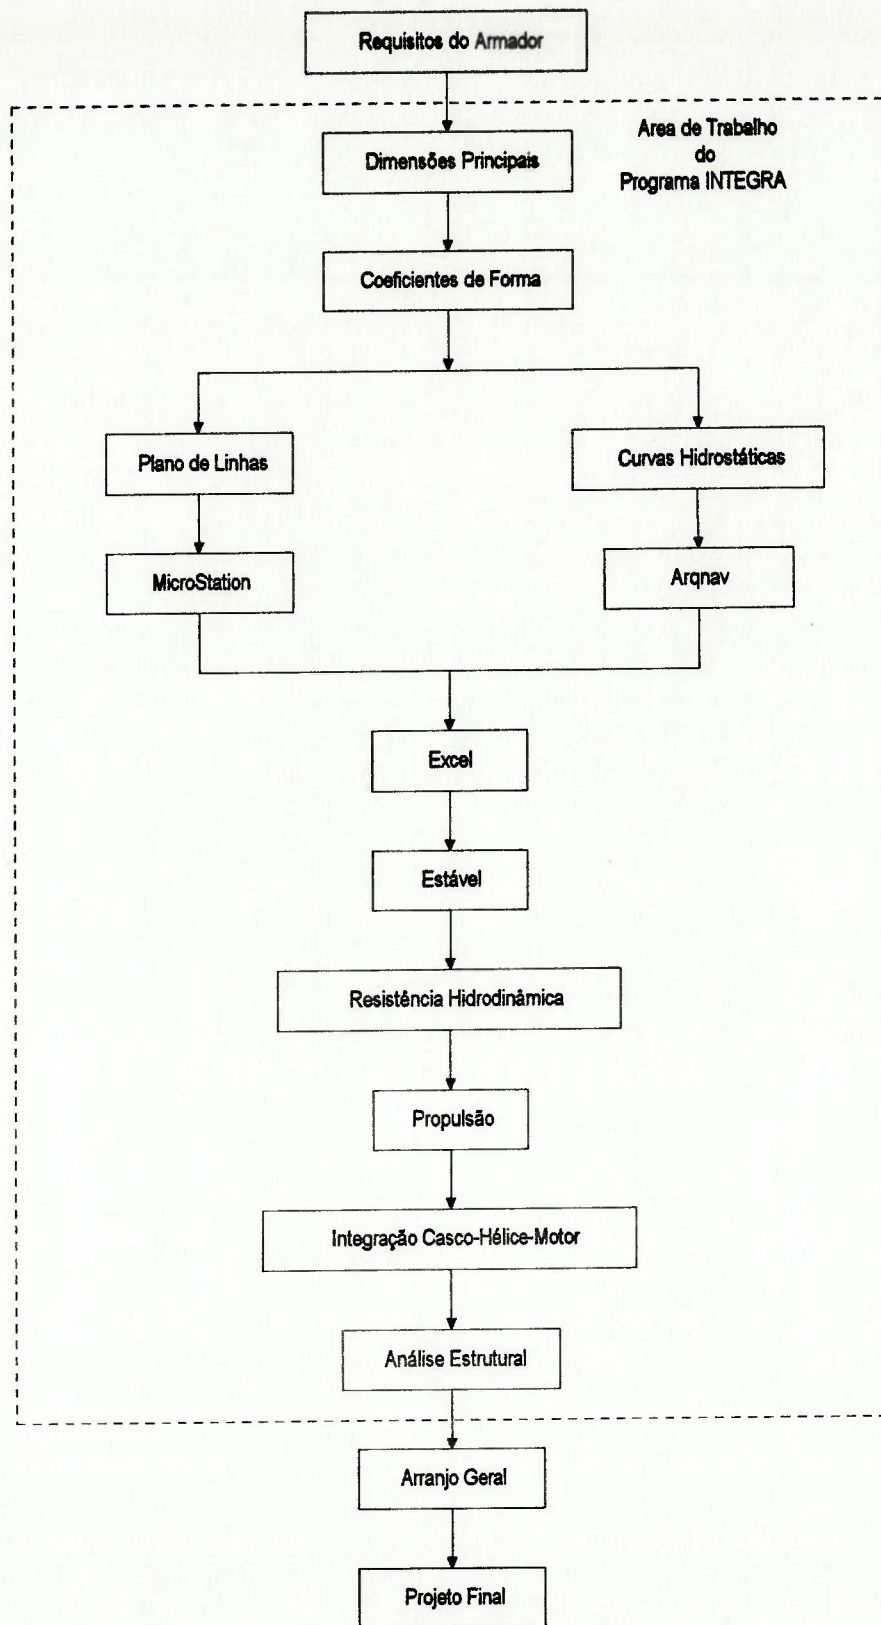 Requisitos do Armador
Area de Trabalho
do
Programa INTEGRA
Dimensões Principais
Coeficientes de Forma
Plano de Linhas
Curvas Hidrostáticas
MicroStation
Arqnav
Excel
Estável
Resistência Hidrodinâmica
Propulsão
Integração Casco-Hélice-Motor
Análise Estrutural
Arranjo Geral
Projeto Final